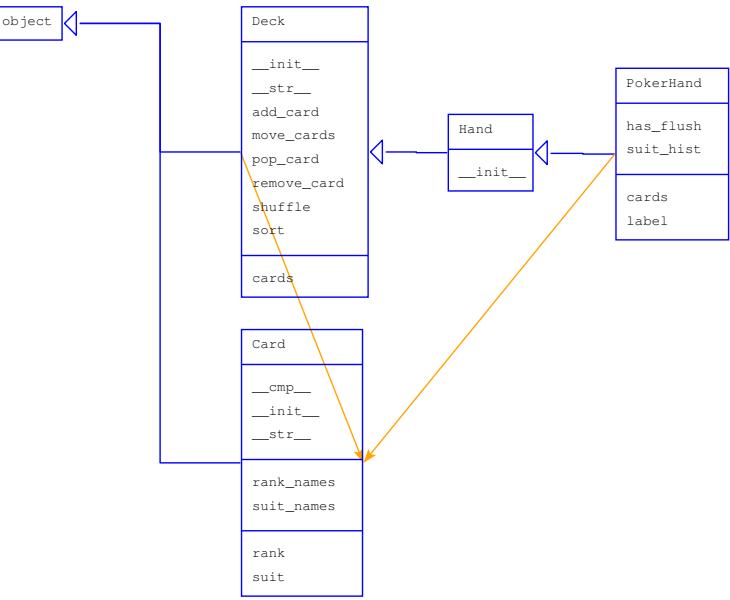 object
Deck
__init__
__str__
add_card
move_cards
pop_card
remove_card
shuffle
sort
cards
Hand
__init__
PokerHand
has_flush
suit_hist
cards
label
Card
__cmp__
__init__
__str__
rank_names
suit_names
rank
suit